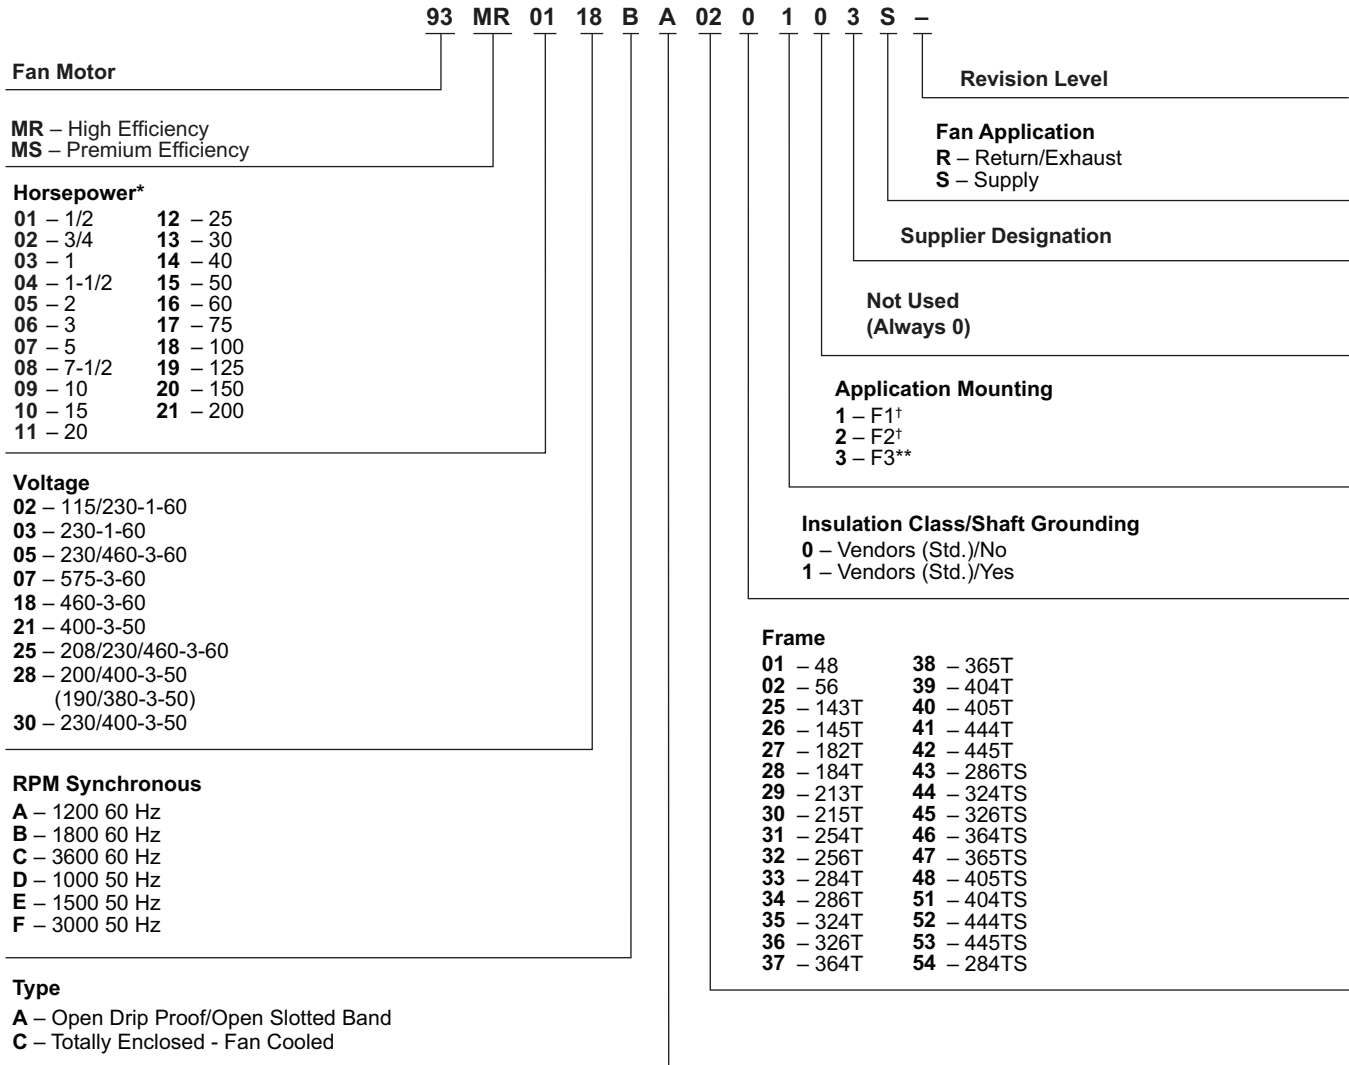 93 MR 01 18 B A 02 0 1 0 3 S –
Fan Motor
MR – High Efficiency
MS – Premium Efficiency
Horsepower*
01 – 1/2
02 – 3/4
03 – 1
04 – 1-1/2
05 – 2
06 – 3
07 – 5
08 – 7-1/2
09 – 10
10 – 15
11 – 20
12 – 25
13 – 30
14 – 40
15 – 50
16 – 60
17 – 75
18 – 100
19 – 125
20 – 150
21 – 200
Voltage
02 – 115/230-1-60
03 – 230-1-60
05 – 230/460-3-60
07 – 575-3-60
18 – 460-3-60
21 – 400-3-50
25 – 208/230/460-3-60
28 – 200/400-3-50
(190/380-3-50)
30 – 230/400-3-50
RPM Synchronous
A – 1200 60 Hz
B – 1800 60 Hz
C – 3600 60 Hz
D – 1000 50 Hz
E – 1500 50 Hz
F – 3000 50 Hz
Type
A – Open Drip Proof/Open Slotted Band
C – Totally Enclosed - Fan Cooled
Revision Level
Fan Application
R – Return/Exhaust
S – Supply
Supplier Designation
Not Used
(Always 0)
Application Mounting
1 – F1†
2 – F2†
3 – F3**
Insulation Class/Shaft Grounding
0 – Vendors (Std.)/No
1 – Vendors (Std.)/Yes
Frame
01 – 48
02 – 56
25 – 143T
26 – 145T
27 – 182T
28 – 184T
29 – 213T
30 – 215T
31 – 254T
32 – 256T
33 – 284T
34 – 286T
35 – 324T
36 – 326T
37 – 364T
38 – 365T
39 – 404T
40 – 405T
41 – 444T
42 – 445T
43 – 286TS
44 – 324TS
45 – 326TS
46 – 364TS
47 – 365TS
48 – 405TS
51 – 404TS
52 – 444TS
53 – 445TS
54 – 284TS